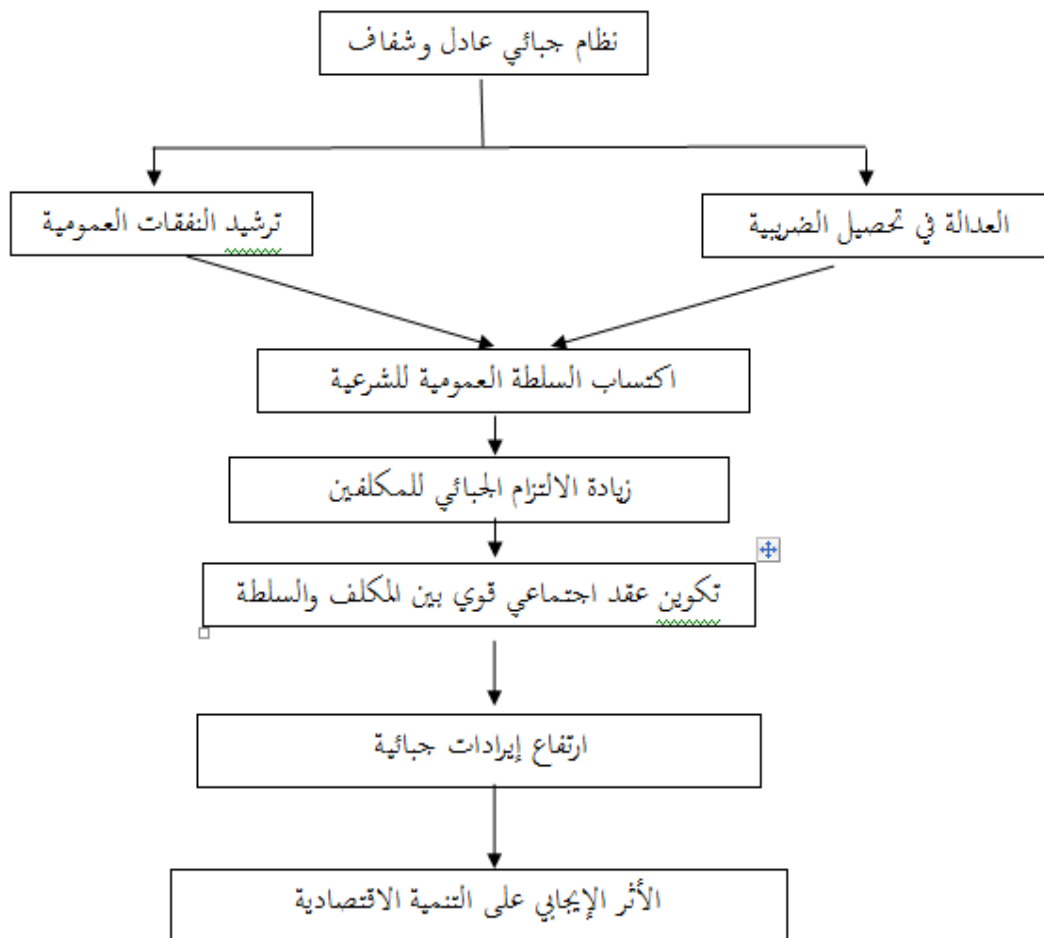 نظام جبائي عادل وشفاف
العدالة في تحصيل الضريبية
ترشيد النفقات العمومية
اكتساب السلطة العمومية للشرعية
زيادة الالتزام الجبائي للمكلفين
تكوين عقد اجتماعي قوي بين المكلف والسلطة
ارتفاع إيرادات جبائية
الأثر الإيجابي على التنمية الاقتصادية